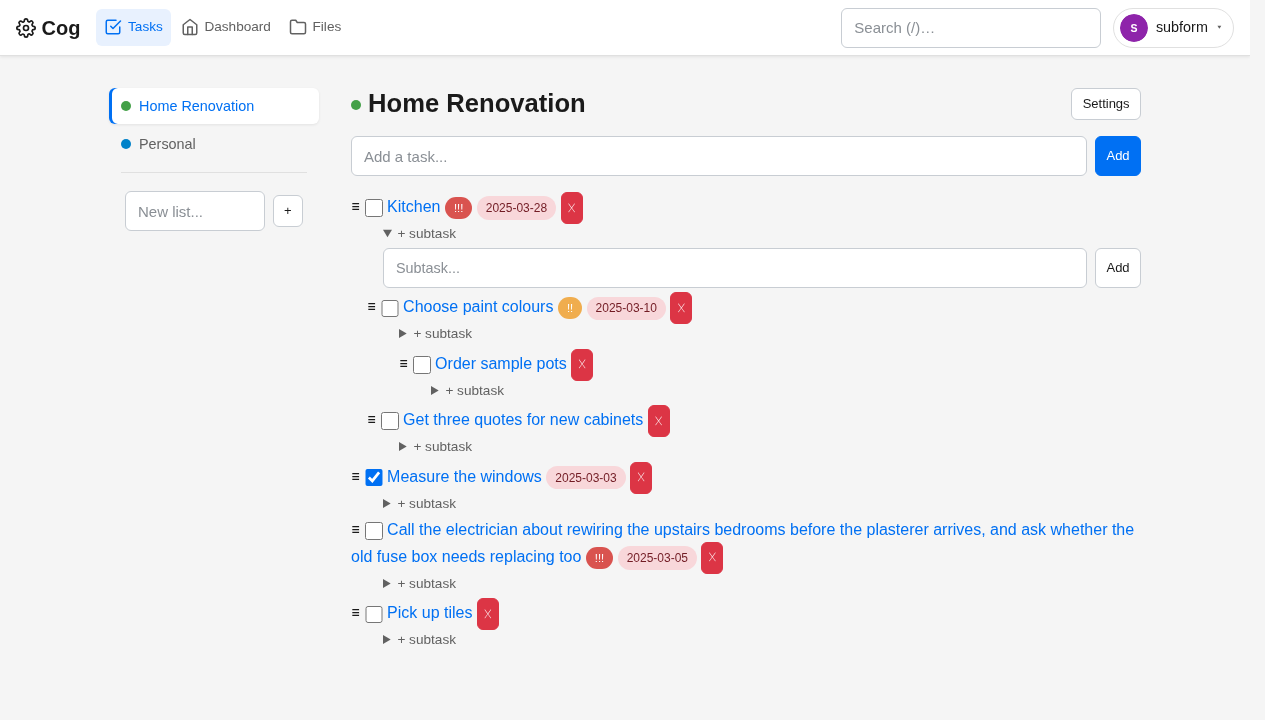 Cog Tasks Dashboard Files Search (/)... S subform
Home Renovation
Personal
New list... +
Home Renovation Settings
Add a task... Add
Kitchen !!! 2025-03-28 X
+ subtask
Subtask... Add
Choose paint colours !! 2025-03-10 X
+ subtask
Order sample pots X
+ subtask
Get three quotes for new cabinets X
+ subtask
Measure the windows 2025-03-03 X
+ subtask
Call the electrician about rewiring the upstairs bedrooms before the plasterer arrives, and ask whether the
old fuse box needs replacing too !!! 2025-03-05 X
+ subtask
Pick up tiles X
+ subtask